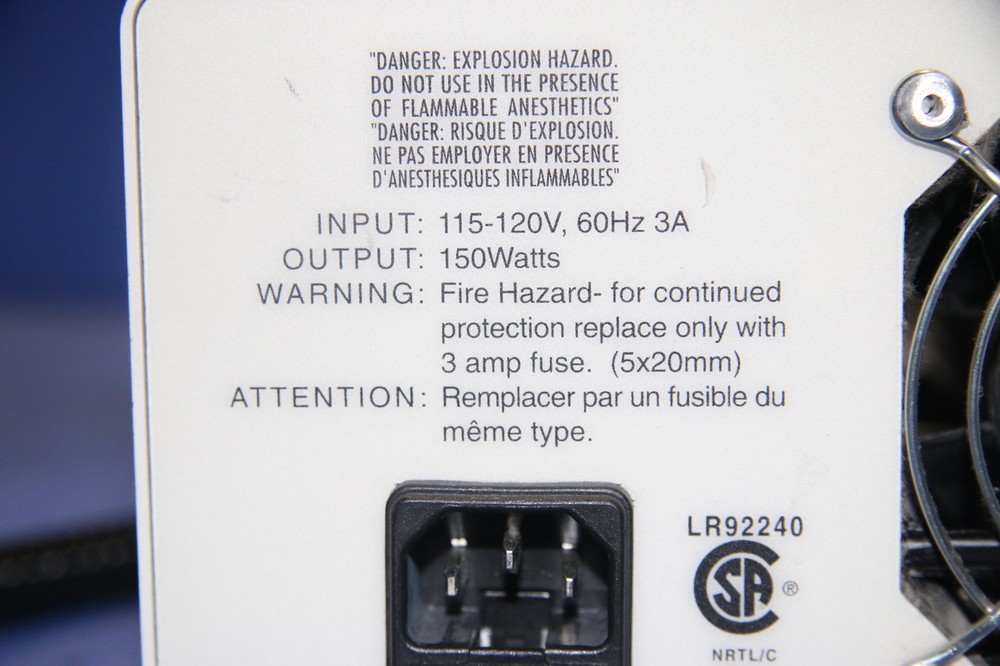 "DANGER: EXPLOSION HAZARD.
DO NOT USE IN THE PRESENCE
OF FLAMMABLE ANESTHETICS"
"DANGER: RISQUE D'EXPLOSION.
NE PAS EMPLOYER EN PRESENCE
D'ANESTHESIQUES INFLAMMABLES"
INPUT: 115-120V, 60Hz 3A
OUTPUT: 150Watts
WARNING: Fire Hazard- for continued
protection replace only with
3 amp fuse. (5x20mm)
ATTENTION: Remplacer par un fusible du
même type.
LR92240
CSA ®
NRTL/C